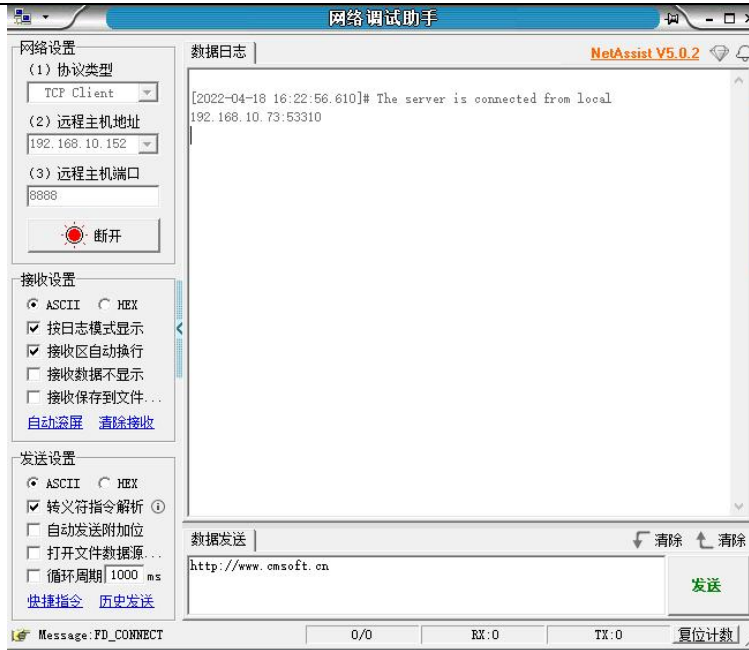 网络调试助手
网络设置
(1) 协议类型
TCP Client
(2) 远程主机地址
192.168.10.152
(3) 远程主机端口
8888
断开
接收设置
ASCII HEX
按日志模式显示
接收区自动换行
接收数据不显示
接收保存到文件...
自动滚屏 清除接收
发送设置
ASCII HEX
转义符指令解析
自动发送附加位
打开文件数据源...
循环周期 1000 ms
快捷指令 历史发送
数据日志
NetAssist V5.0.2
[2022-04-18 16:22:56.610]# The server is connected from local
192.168.10.73:53310
数据发送
清除 清除
http://www.cmsoft.cn
发送
Message:FD_CONNECT
0/0
RX:0
TX:0
复位计数